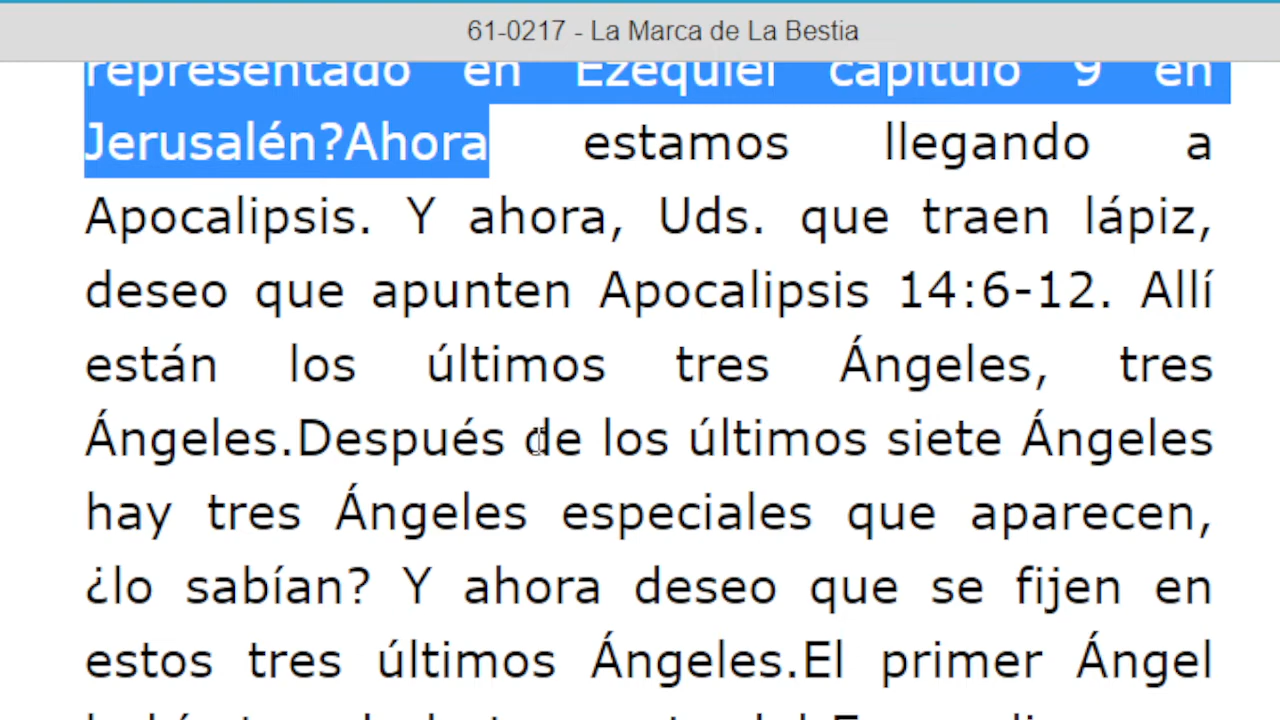 61-0217 - La Marca de La Bestia
representado en Ezequiel capítulo 9 en
Jerusalén?Ahora estamos llegando a
Apocalipsis. Y ahora, Uds. que traen lápiz,
deseo que apunten Apocalipsis 14:6-12. Allí
están los últimos tres Ángeles, tres
Ángeles.Después de los últimos siete Ángeles
hay tres Ángeles especiales que aparecen,
¿lo sabían? Y ahora deseo que se fijen en
estos tres últimos Ángeles.El primer Ángel